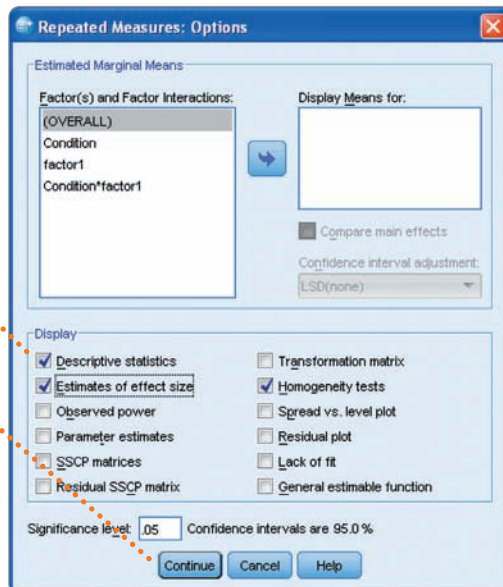 Repeated Measures: Options
Estimated Marginal Means
Factor(s) and Factor Interactions:
(OVERALL)
Condition
factor1
Condition*factor1
Display Means for:
Compare main effects
Confidence interval adjustment:
LSD(none)
Display
Descriptive statistics
Estimates of effect size
Observed power
Parameter estimates
SSCP matrices
Residual SSCP matrix
Transformation matrix
Homogeneity tests
Spread vs. level plot
Residual plot
Lack of fit
General estimable function
Significance level: .05 Confidence intervals are 95.0 %
Continue Cancel Help